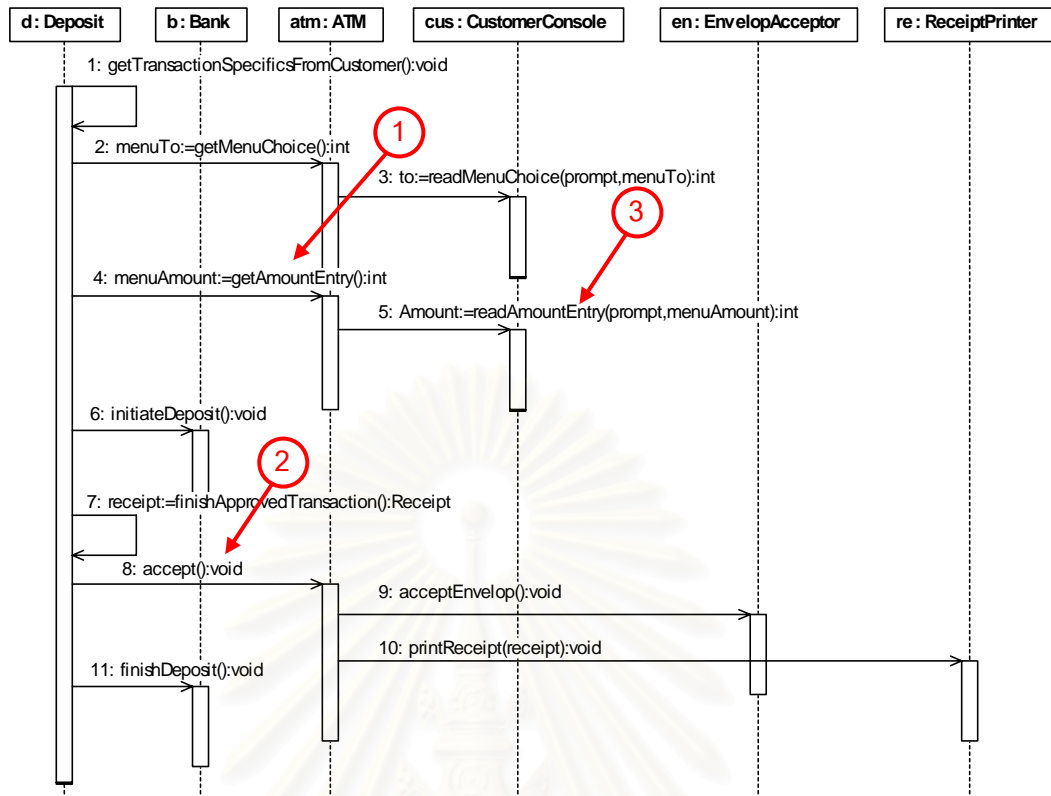 d : Deposit
b : Bank
atm : ATM
cus : CustomerConsole
en : EnvelopAcceptor
re : ReceiptPrinter
1: getTransactionSpecificsFromCustomer():void
1
2: menuTo:=getMenuChoice():int
3: to:=readMenuChoice(prompt,menuTo):int
3
4: menuAmount:=getAmountEntry():int
5: Amount:=readAmountEntry(prompt,menuAmount):int
6: initiateDeposit():void
2
7: receipt:=finishApprovedTransaction():Receipt
8: accept():void
9: acceptEnvelop():void
10: printReceipt(receipt):void
11: finishDeposit():void